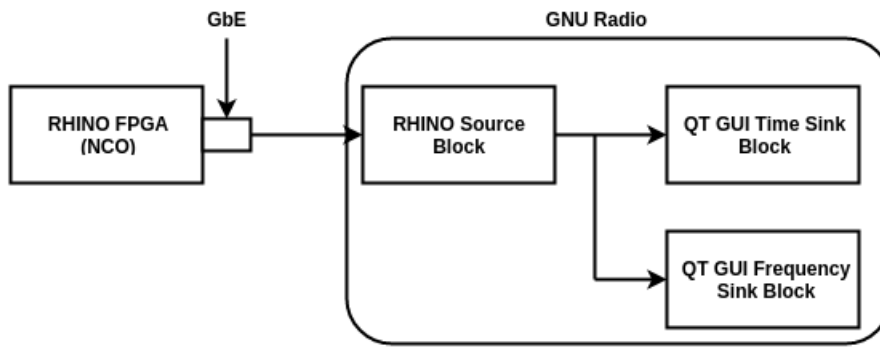 GbE
GNU Radio
RHINO FPGA
(NCO)
RHINO Source
Block
QT GUI Time Sink
Block
QT GUI Frequency
Sink Block